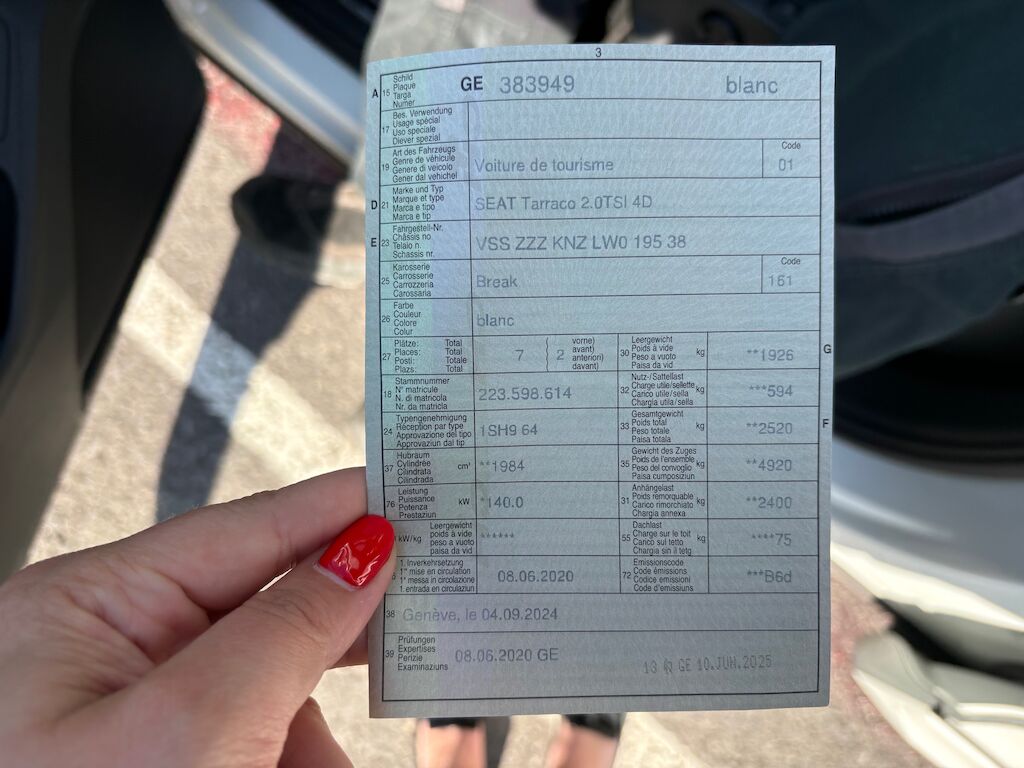 3
A 15 Schild Plaque Targa Numer GE 383949 blanc
17 Bes. Verwendung Usage spécial Uso speciale Diever spezial
19 Art des Fahrzeugs Genre de véhicule Genere di veicolo Gener dal vehichel Voiture de tourisme Code 01
D 21 Marke und Typ Marque et type Marca e tipo Marca e tip SEAT Tarraco 2.0TSI 4D
E 23 Fahrgestell-Nr. Châssis no Telaio n. Schassis nr. VSS ZZZ KNZ LW0 195 38
25 Karosserie Carrosserie Carrozzeria Carossaria Break Code 161
26 Farbe Couleur Colore Colur blanc
27 Plätze: Total Places: Total Posti: Totale Plazs: Total 7 2 vorne) avant) anteriori) davant) 30 Leergewicht Poids à vide Peso a vuoto Paisa da vid kg **1926 G
18 Stammnummer N° matricule N. di matricola Nr. da matricla 223.598.614 32 Nutz-/Sattellast Charge utile/sellette Carico utile/sella Chargia utila/sella kg ***594
24 Typengenehmigung Réception par type Approvazione del tipo Approvaziun dal tip 1SH9 64 33 Gesamtgewicht Poids total Peso totale Paisa totala kg **2520 F
37 Hubraum Cylindrée Cilindrata Cilindrada cm³ **1984 35 Gewicht des Zuges Poids de l'ensemble Peso del convoglio Paisa cumposiziun kg **4920
76 Leistung Puissance Potenza Prestaziun kW *140.0 31 Anhängelast Poids remorquable Carico rimorchiato Chargia annexa kg **2400
kW/kg Leergewicht poids à vide peso a vuoto paisa da vid ****** 55 Dachlast Charge sur le toit Carico sul tetto Chargia sin il tetg kg ****75
1. Inverkehrsetzung 1re mise en circulation 1a messa in circolazione 1. entrada en circulaziun 08.06.2020 72 Emissionscode Code émissions Codice emissioni Code d'emissiuns ***B6d
38 Genève, le 04.09.2024
39 Prüfungen Expertises Perizie Examinaziuns 08.06.2020 GE 13 GE 10.JUN.2025